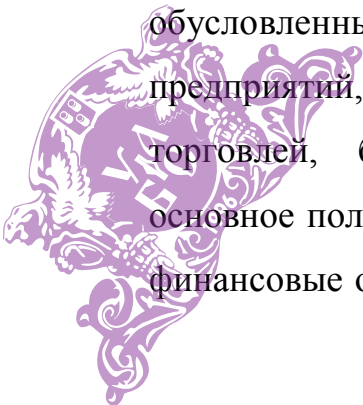 обусловленны
предприятий,
торговлей, б
основное пол
финансовые о